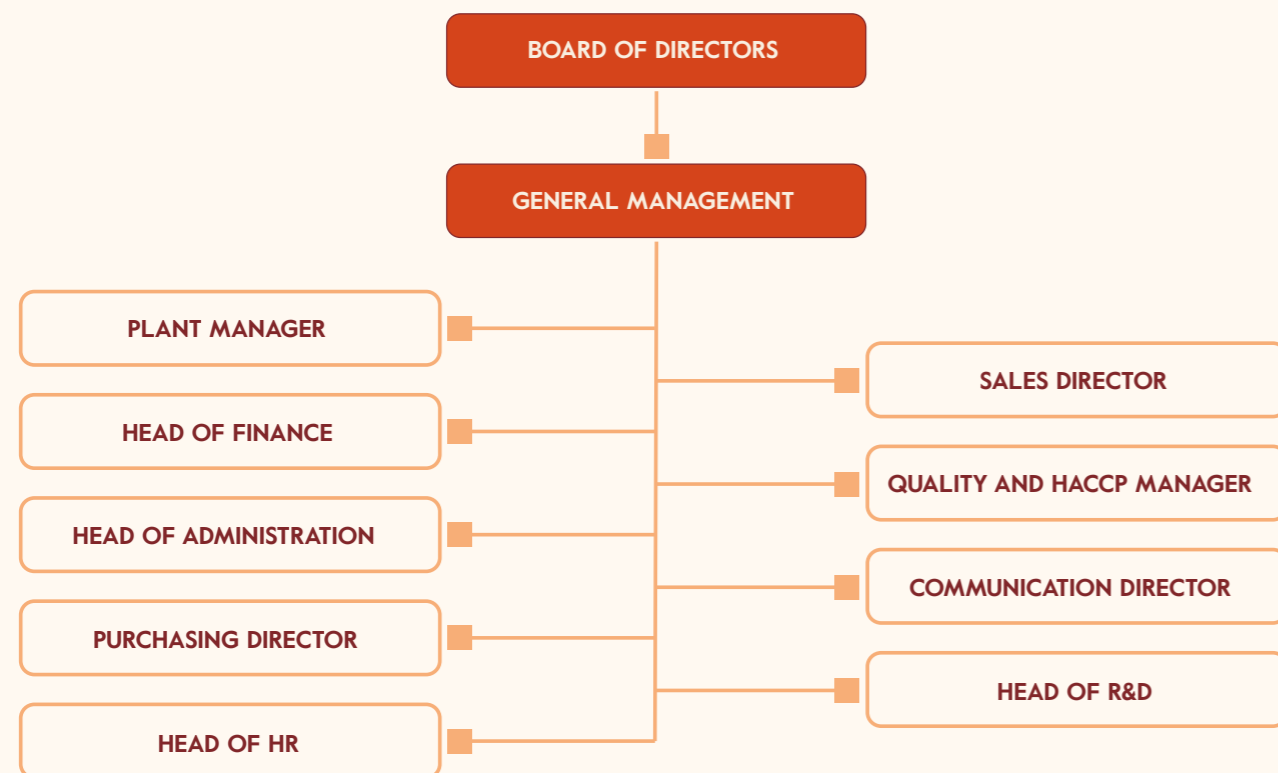 BOARD OF DIRECTORS
GENERAL MANAGEMENT
PLANT MANAGER
SALES DIRECTOR
HEAD OF FINANCE
QUALITY AND HACCP MANAGER
HEAD OF ADMINISTRATION
COMMUNICATION DIRECTOR
PURCHASING DIRECTOR
HEAD OF R&D
HEAD OF HR